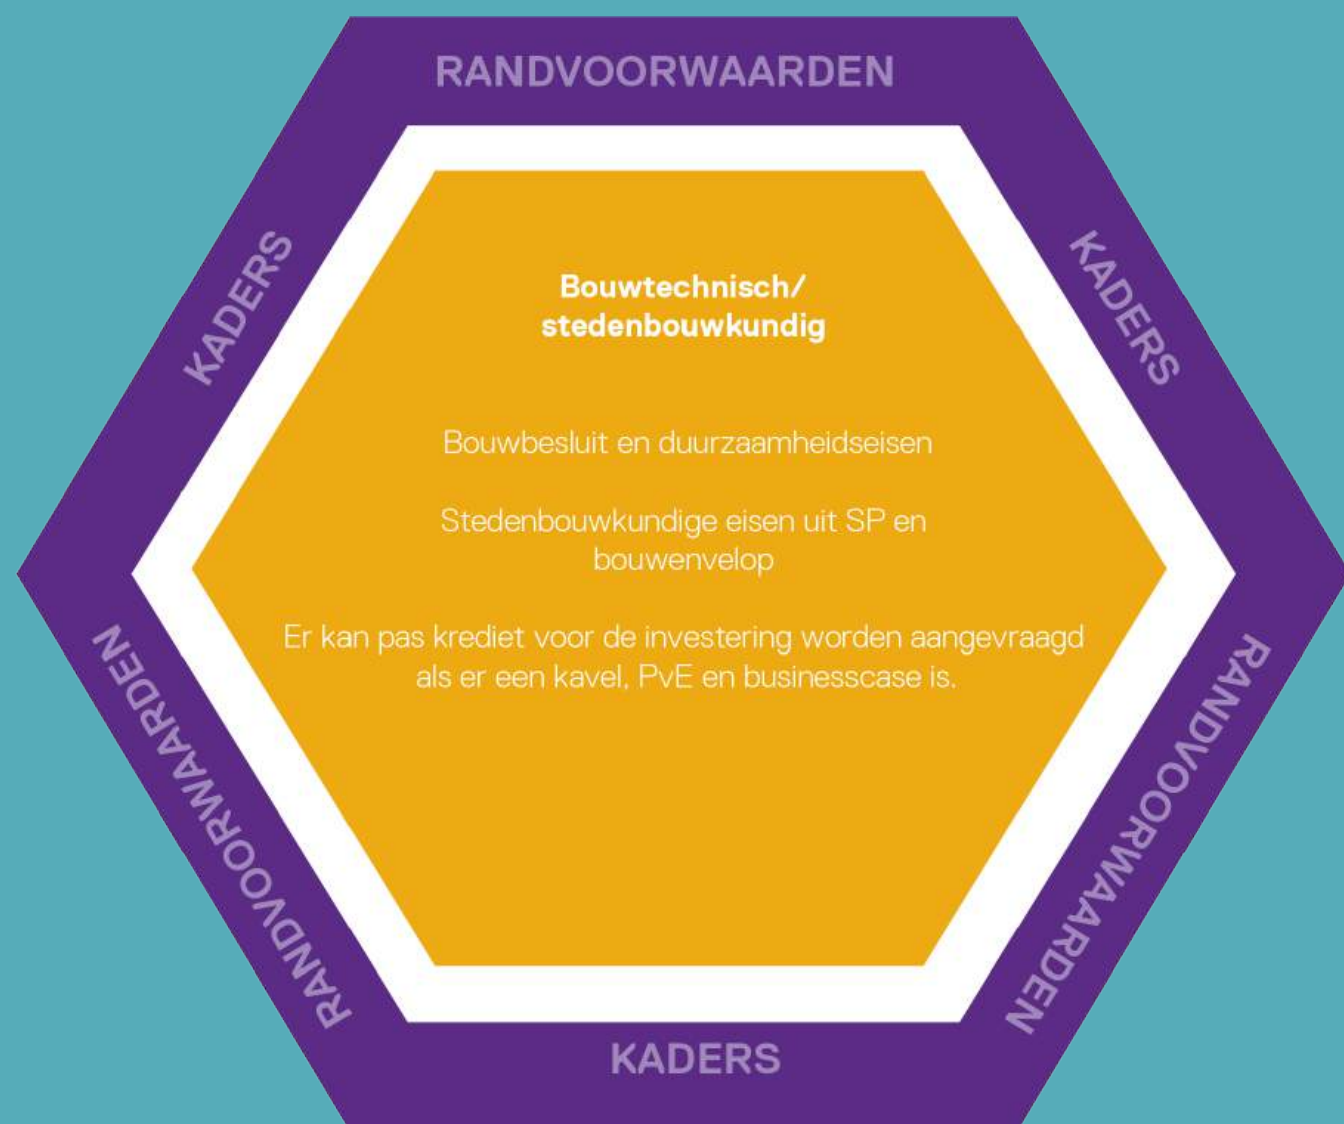 RANDVOORWAARDEN
KADERS
KADERS
Bouwtechnisch/
stedenbouwkundig
Bouwbesluit en duurzaamheidseisen
Stedenbouwkundige eisen uit SP en
bouwenvelop
Er kan pas krediet voor de investering worden aangevraagd
als er een kavel, PvE en businesscase is.
RANDVOORWAARDEN
RANDVOORWAARDEN
KADERS